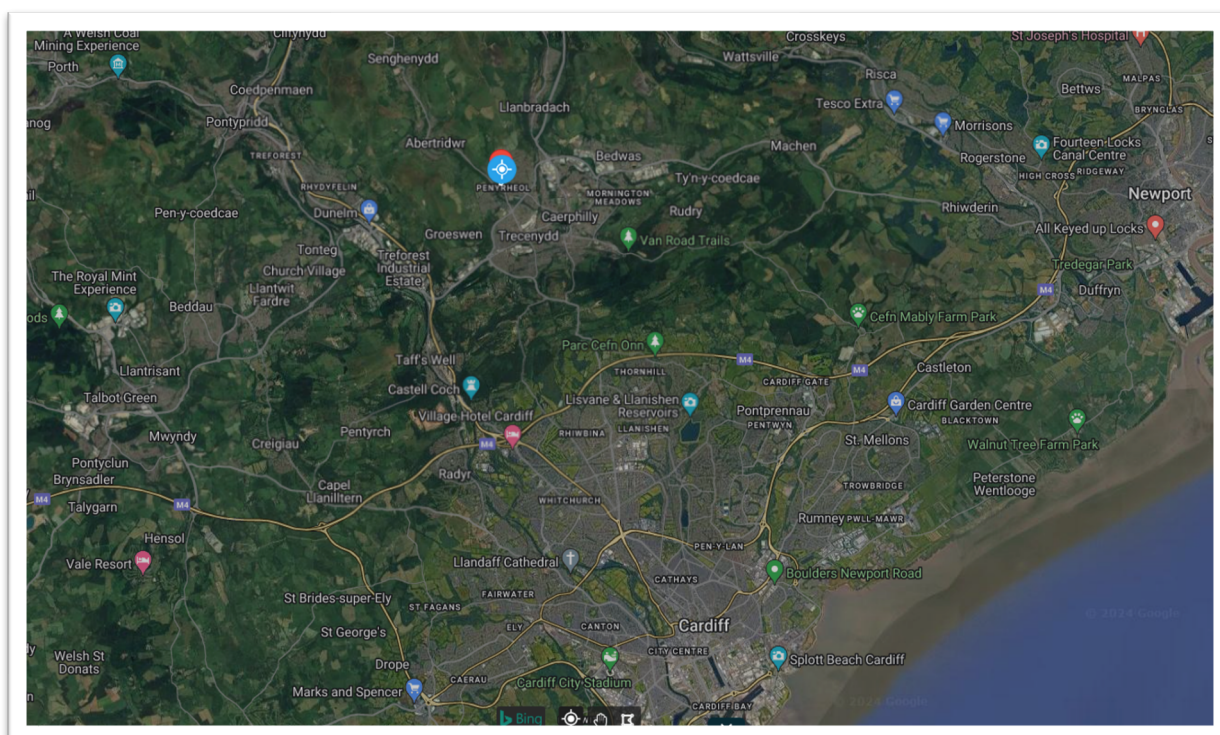 A Welsh Coal
Mining Experience
Cilfynydd
Crosskeys
St Joseph's Hospital
Porth
Senghenydd
Wattsville
Risca
MALPAS
Bettws
Coedpenmaen
Llanbradach
Tesco Extra
BRYNGLAS
Pontypridd
Morrisons
Abertridwr
Machen
Fourteen Locks
Canal Centre
TREFOREST
Bedwas
Rogerstone
HIGH CROSS
RIDGEWAY
RHYDYFELIN
PENYRHEOL
Ty'n-y-coedcae
MORNINGTON
MEADOWS
Newport
Pen-y-coedcae
Dunelm
Caerphilly
Rudry
Rhiwderin
Groeswen
Trecenydd
Van Road Trails
All Keyed up Locks
Tonteg
Treforest
Industrial
Estate
Church Village
Tredegar Park
The Royal Mint
Experience
Llantwit
Fardre
M4
Duffryn
Beddau
ods
Cefn Mably Farm Park
Parc Cefn Onn
M4
Taff's Well
THORNHILL
M4
Castleton
Llantrisant
CARDIFF GATE
Castell Coch
Talbot Green
Lisvane & Llanishen
Reservoirs
Pontprennau
Cardiff Garden Centre
Village Hotel Cardiff
PENTWYN
BLACKTOWN
Pentyrch
RHIWBINA
LLANISHEN
Mwyndy
Creigiau
M4
St. Mellons
Walnut Tree Farm Park
Pontyclun
Radyr
Brynsadler
Capel
Llanilltern
TROWBRIDGE
Peterstone
Wentlooge
M4
M4
WHITCHURCH
Talygarn
Rumney
PWLL-MAWR
Hensol
PEN-Y-LAN
Vale Resort
Llandaff Cathedral
CATHAYS
Boulders Newport Road
St Brides-super-Ely
FAIRWATER
ST FAGANS
© 2024 Google
St George's
ELY
CANTON
Cardiff
CITY CENTRE
Welsh St
Donats
Drope
Splott Beach Cardiff
CAERAU
Cardiff City Stadium
Marks and Spencer
CARDIFF BAY
© 2024 Google
Bing